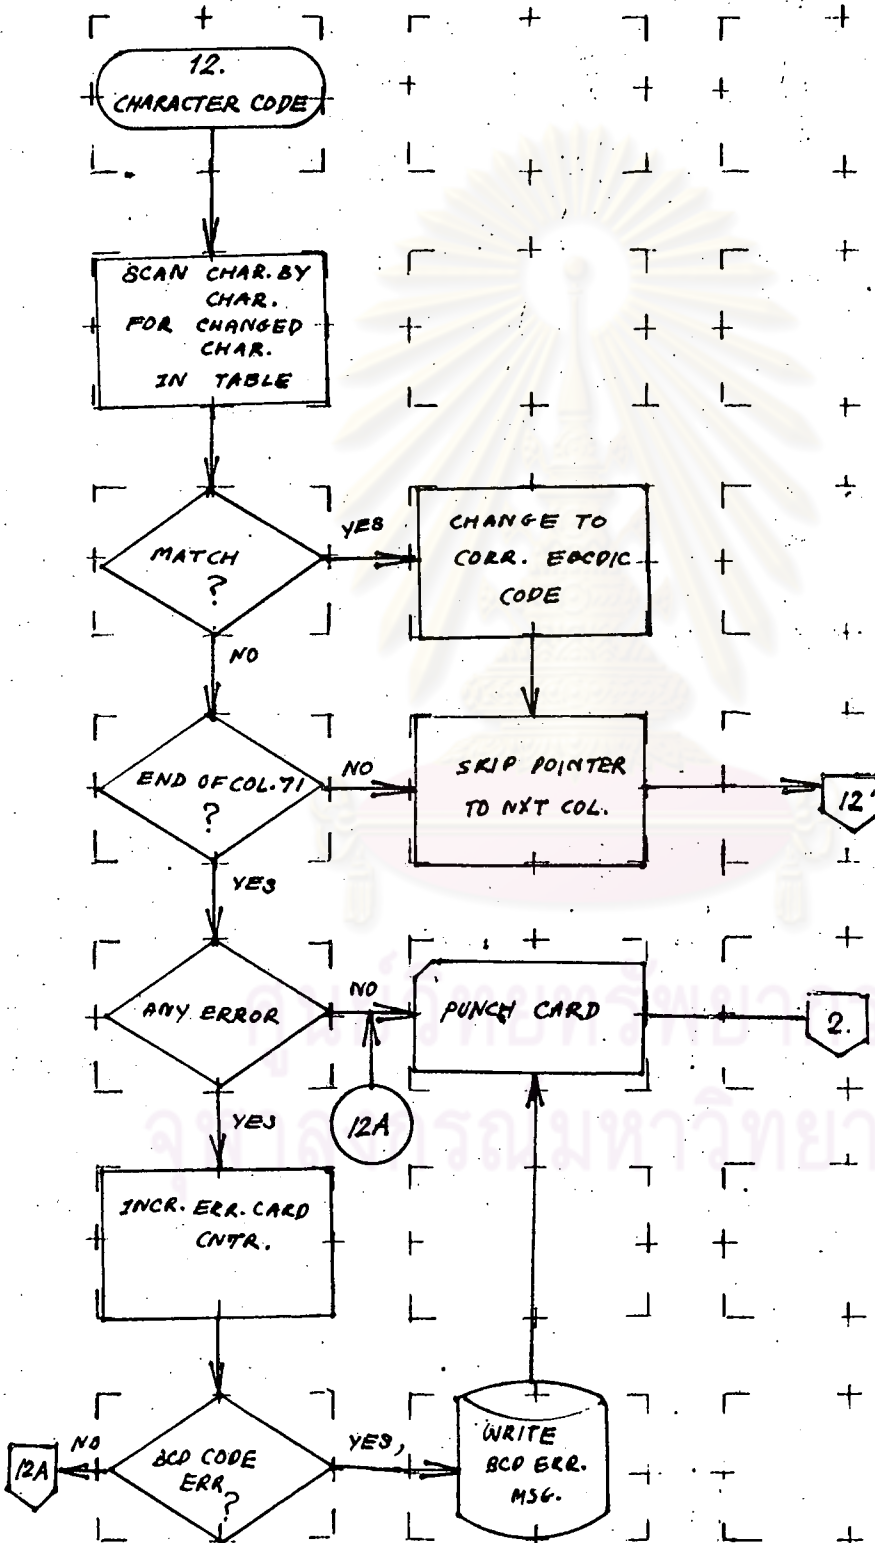 12.
CHARACTER CODE
SCAN CHAR. BY
CHAR.
FOR CHANGED
CHAR.
IN TABLE
MATCH
?
YES
CHANGE TO
CORR. EBCDIC
CODE
NO
END OF COL. 71
?
NO
SKIP POINTER
TO NXT COL.
12
YES
ANY ERROR
NO
PUNCH CARD
2.
12A
YES
INCR. ERR. CARD
CNTR.
BCD CODE
ERR
?
NO
12A
YES,
WRITE
BCD ERR.
MSG.